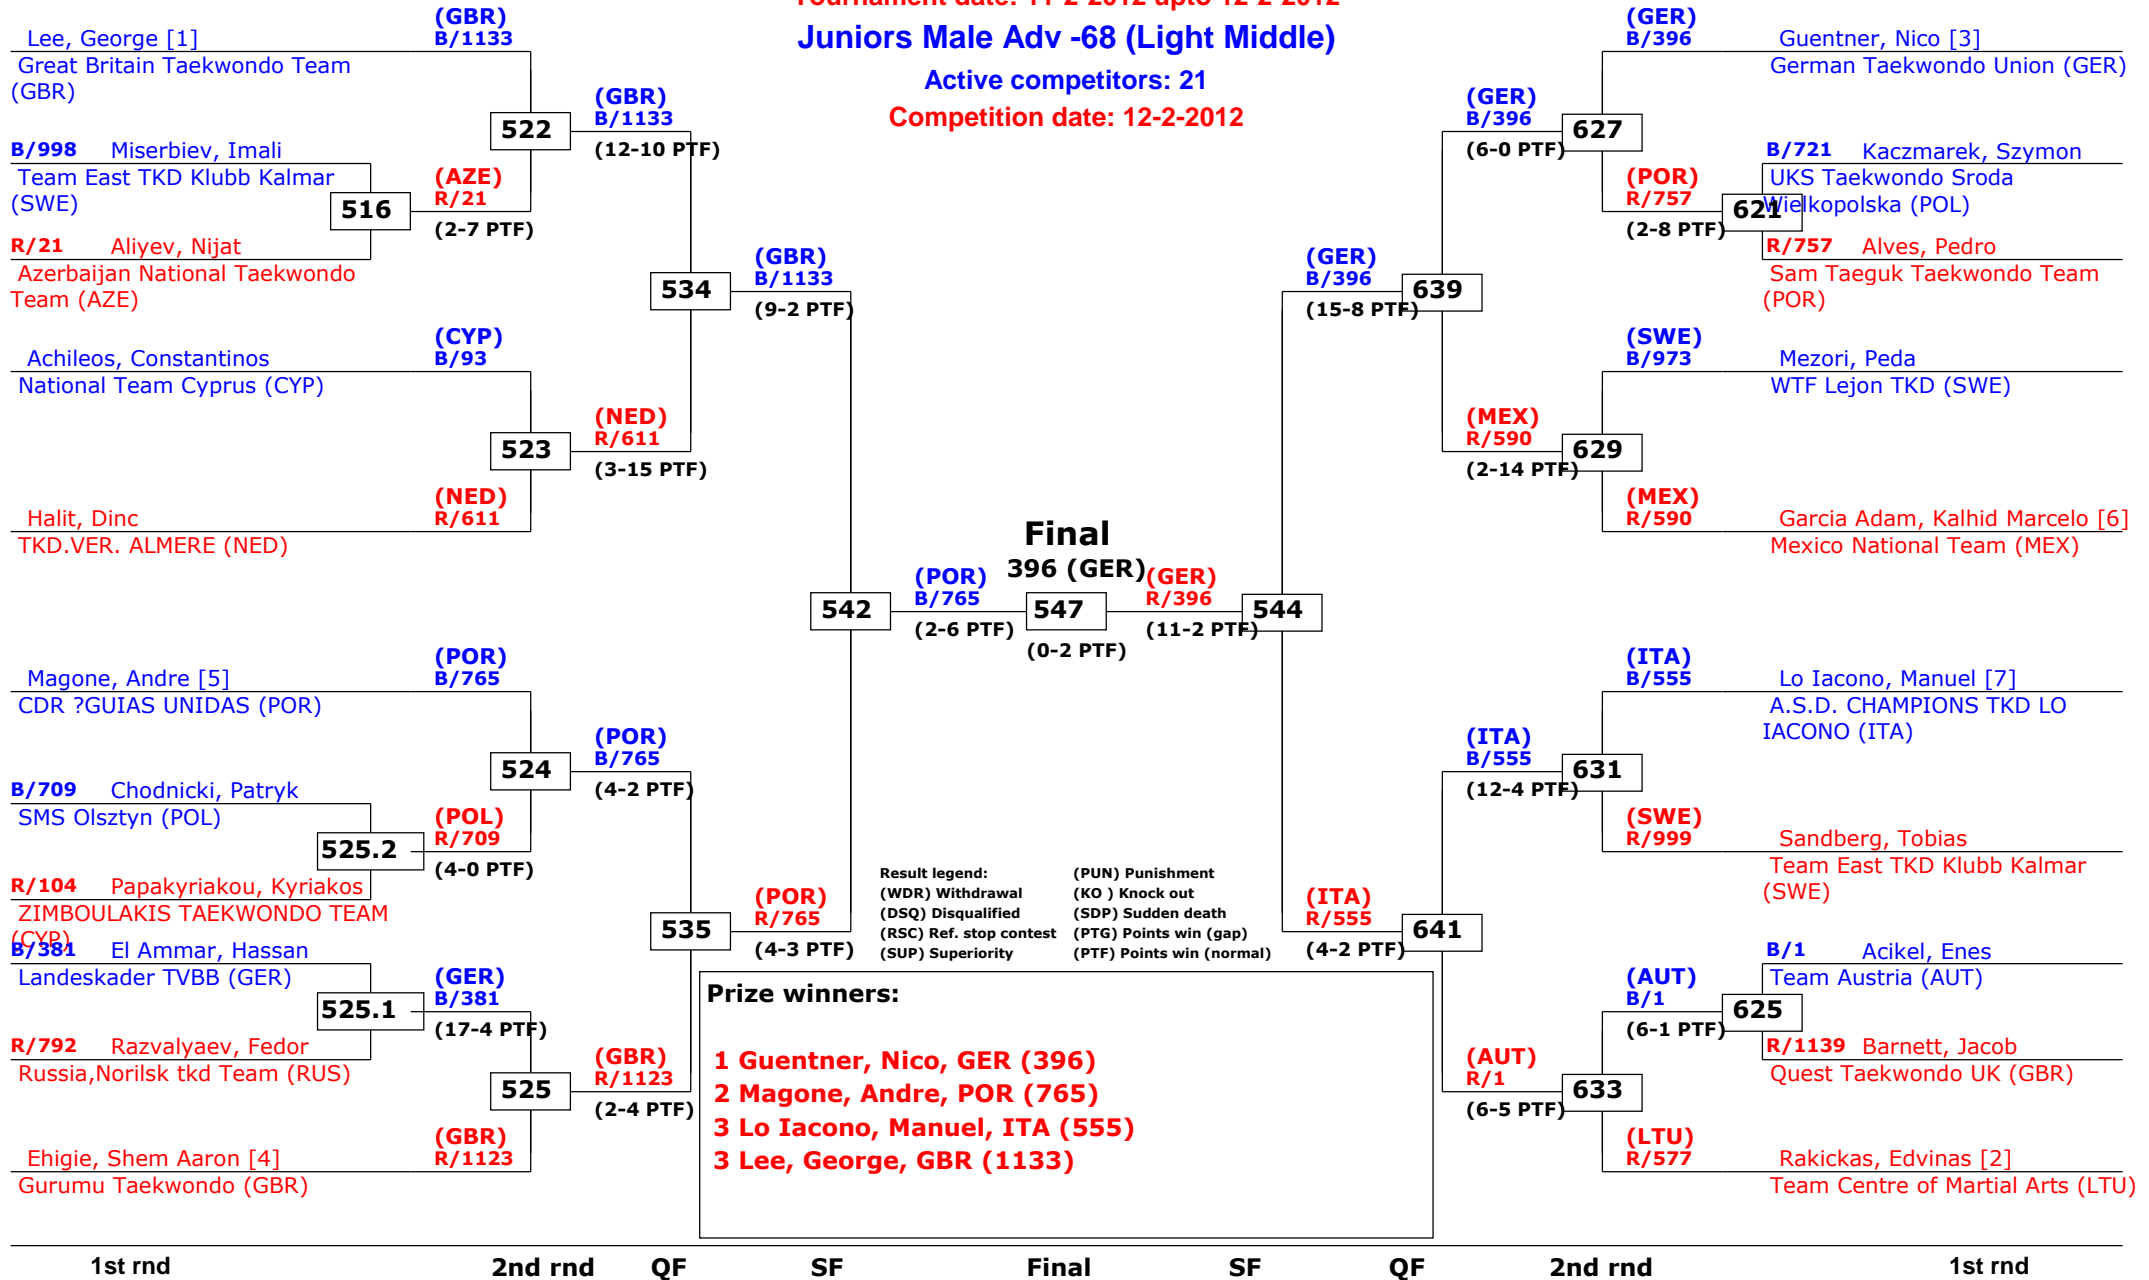 Tournament date: 11-2-2012 upto 12-2-2012
Juniors Male Adv -68 (Light Middle)
Active competitors: 21
Competition date: 12-2-2012
Lee, George [1]
(GBR)
B/1133
Great Britain Taekwondo Team
(GBR)
522
(GBR)
B/1133
(12-10 PTF)
B/998 Miserbiev, Imali
Team East TKD Klubb Kalmar
(SWE)
516
(AZE)
R/21
(2-7 PTF)
R/21 Aliyev, Nijat
Azerbaijan National Taekwondo
Team (AZE)
534
(GBR)
B/1133
(9-2 PTF)
Achileos, Constantinos
(CYP)
B/93
National Team Cyprus (CYP)
523
(NED)
R/611
(3-15 PTF)
Halit, Dinc
(NED)
R/611
TKD.VER. ALMERE (NED)
542
(POR)
B/765
(2-6 PTF)
Magone, Andre [5]
(POR)
B/765
CDR ?GUIAS UNIDAS (POR)
524
(POR)
B/765
(4-2 PTF)
B/709 Chodnicki, Patryk
SMS Olsztyn (POL)
525.2
(POL)
R/709
(4-0 PTF)
R/104 Papakyriakou, Kyriakos
ZIMBOULAKIS TAEKWONDO TEAM
(CYP)
535
(POR)
R/765
(4-3 PTF)
B/381 El Ammar, Hassan
Landeskader TVBB (GER)
525.1
(GER)
B/381
(17-4 PTF)
R/792 Razvalyaev, Fedor
Russia,Norilsk tkd Team (RUS)
525
(GBR)
R/1123
(2-4 PTF)
Ehigie, Shem Aaron [4]
(GBR)
R/1123
Gurumu Taekwondo (GBR)
Final
396 (GER)
547
(0-2 PTF)
(GER)
R/396
(11-2 PTF)
544
(GER)
B/396
Guentner, Nico [3]
German Taekwondo Union (GER)
(GER)
B/396
(6-0 PTF)
627
B/721 Kaczmarek, Szymon
UKS Taekwondo Sroda
Wielkopolska (POL)
(POR)
R/757
(2-8 PTF)
621
R/757 Alves, Pedro
Sam Taeguk Taekwondo Team
(POR)
(GER)
B/396
(15-8 PTF)
639
(SWE)
B/973
Mezori, Peda
WTF Lejon TKD (SWE)
(MEX)
R/590
(2-14 PTF)
629
(MEX)
R/590
Garcia Adam, Kalhid Marcelo [6]
Mexico National Team (MEX)
(ITA)
B/555
Lo Iacono, Manuel [7]
A.S.D. CHAMPIONS TKD LO
IACONO (ITA)
(ITA)
B/555
(12-4 PTF)
631
(SWE)
R/999
Sandberg, Tobias
Team East TKD Klubb Kalmar
(SWE)
(ITA)
R/555
(4-2 PTF)
641
B/1 Acikel, Enes
Team Austria (AUT)
(AUT)
B/1
(6-1 PTF)
625
R/1139 Barnett, Jacob
Quest Taekwondo UK (GBR)
(AUT)
R/1
(6-5 PTF)
633
(LTU)
R/577
Rakickas, Edvinas [2]
Team Centre of Martial Arts (LTU)
Result legend: (PUN) Punishment
(WDR) Withdrawal (KO ) Knock out
(DSQ) Disqualified (SDP) Sudden death
(RSC) Ref. stop contest (PTG) Points win (gap)
(SUP) Superiority (PTF) Points win (normal)
Prize winners:
1 Guentner, Nico, GER (396)
2 Magone, Andre, POR (765)
3 Lo Iacono, Manuel, ITA (555)
3 Lee, George, GBR (1133)
1st rnd 2nd rnd QF SF Final SF QF 2nd rnd 1st rnd